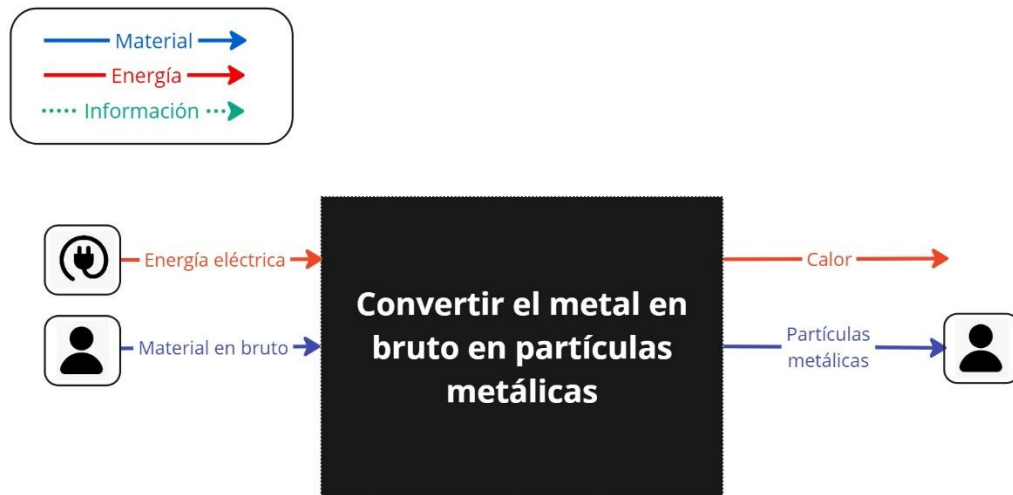 Material
Energía
Información
Energía eléctrica
Material en bruto
Convertir el metal en
bruto en partículas
metálicas
Calor
Partículas
metálicas